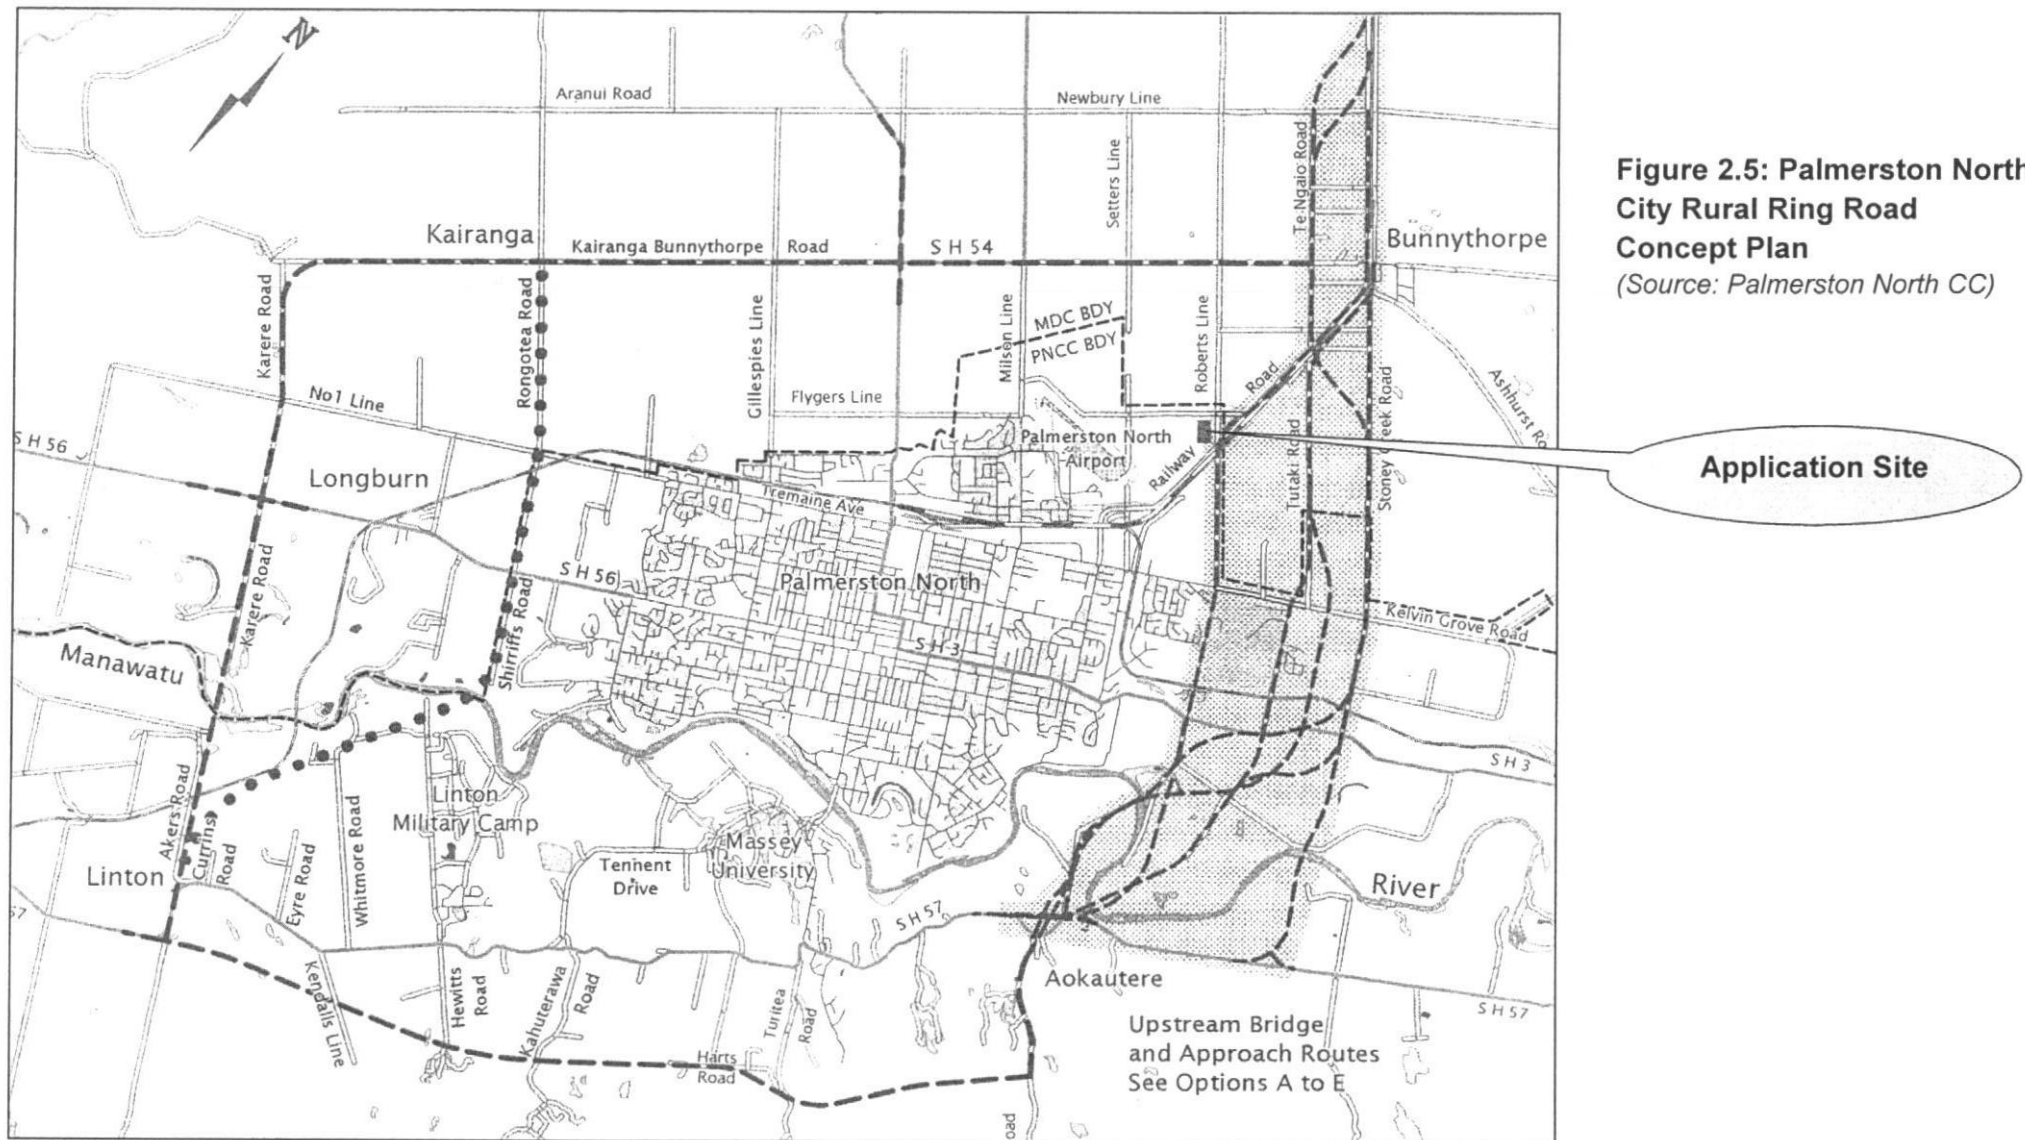 N
Aranui Road
Newbury Line
Setters Line
Te Ngaio Road
Figure 2.5: Palmerston North
City Rural Ring Road
Concept Plan
(Source: Palmerston North CC)
Kairanga
Kairanga Bunnythorpe Road
S H 54
Bunnythorpe
Karere Road
Rongotea Road
Gillespies Line
Milson Line
MDC BDY
PNCC BDY
Roberts Line
Road
Ashhurst
No1 Line
Flygers Line
S H 56
Longburn
Palmerston North
Airport
Railway
Tutaki Road
Stoney Creek Road
Application Site
Tremaine Ave
Karere Road
Shirriffs Road
S H 56
Palmerston North
S H 3
Kelvin Grove Road
Manawatu
S H 3
Akers Road
Currins
Road
Linton
Military Camp
Linton
Eyre Road
Whitmore Road
Tennent
Drive
Massey
University
River
57
S H 57
Kendalls Line
Hewitts
Road
Kahuterawa
Road
Turitea
Road
Harts
Road
Aokautere
S H 57
Upstream Bridge
and Approach Routes
See Options A to E
oad